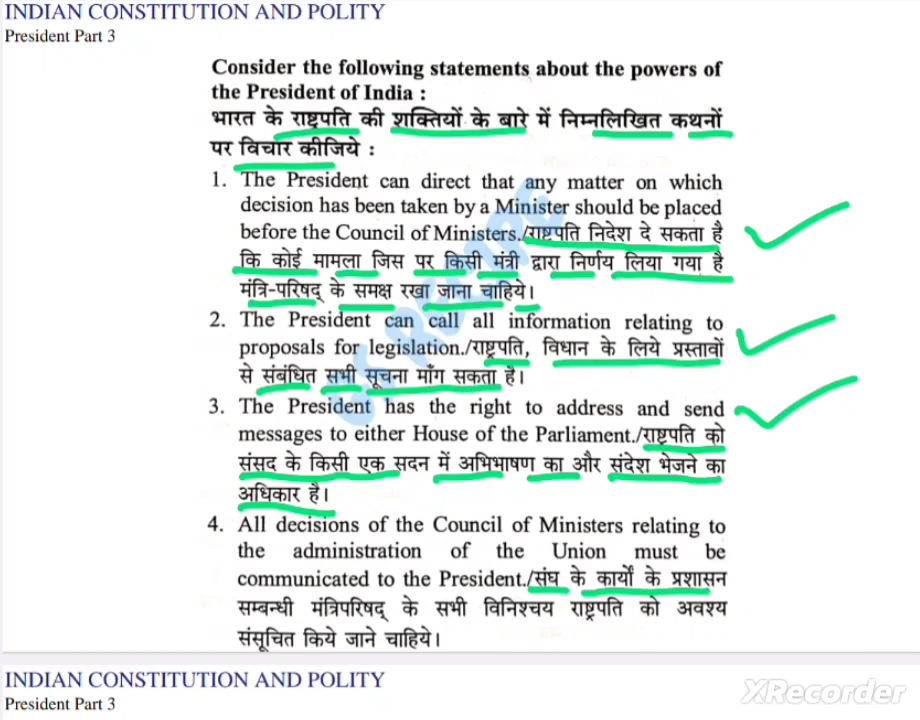 INDIAN CONSTITUTION AND POLITY
President Part 3
Consider the following statements about the powers of
the President of India :
भारत के राष्ट्रपति की शक्तियों के बारे में निम्नलिखित कथनों
पर विचार कीजिये :
1. The President can direct that any matter on which
decision has been taken by a Minister should be placed
before the Council of Ministers./राष्ट्रपति निदेश दे सकता है
कि कोई मामला जिस पर किसी मंत्री द्वारा निर्णय लिया गया है
मंत्रि-परिषद् के समक्ष रखा जाना चाहिये।
2. The President can call all information relating to
proposals for legislation./राष्ट्रपति, विधान के लिये प्रस्तावों
से संबंधित सभी सूचना माँग सकता है।
3. The President has the right to address and send
messages to either House of the Parliament./राष्ट्रपति को
संसद के किसी एक सदन में अभिभाषण का और संदेश भेजने का
अधिकार है।
4. All decisions of the Council of Ministers relating to
the administration of the Union must be
communicated to the President./संघ के कार्यों के प्रशासन
सम्बन्धी मंत्रिपरिषद् के सभी विनिश्चय राष्ट्रपति को अवश्य
संसूचित किये जाने चाहिये।
INDIAN CONSTITUTION AND POLITY
President Part 3
XRecorder